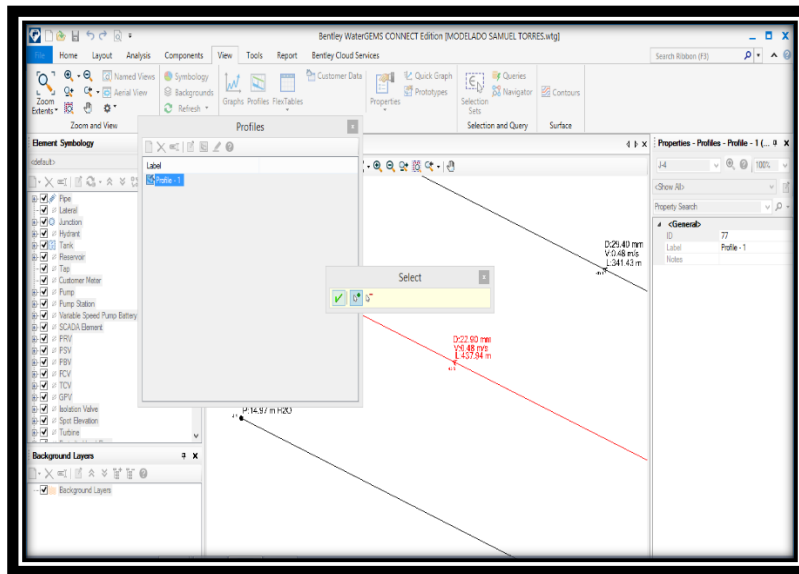 Bentley WaterGEMS CONNECT Edition [MODELADO SAMUEL TORRES.wtg]
File Home Layout Analysis Components View Tools Report Bentley Cloud Services
Search Ribbon (F3)
Zoom Extents
Named Views
Aerial View
Zoom and View
Symbology
Backgrounds
Refresh
Graphs Profiles FlexTables
Customer Data
Properties
Quick Graph
Prototypes
Selection Sets
Queries
Navigator
Selection and Query
Contours
Surface
Element Symbology
<default>
Pipe
Lateral
Junction
Hydrant
Tank
Reservoir
Tap
Customer Meter
Pump
Pump Station
Variable Speed Pump Battery
SCADA Element
PRV
PSV
PBV
FCV
TCV
GPV
Isolation Valve
Spot Elevation
Turbine
Background Layers
Background Layers
Profiles
Label
Profile - 1
Select
D:29.40 mm
V:0.48 m/s
L:341.43 m
D:22.90 mm
V:0.48 m/s
L:437.94 m
P:14.97 m H2O
Properties - Profiles - Profile - 1 (...
J-4
100%
<Show All>
Property Search
<General>
ID 77
Label Profile - 1
Notes